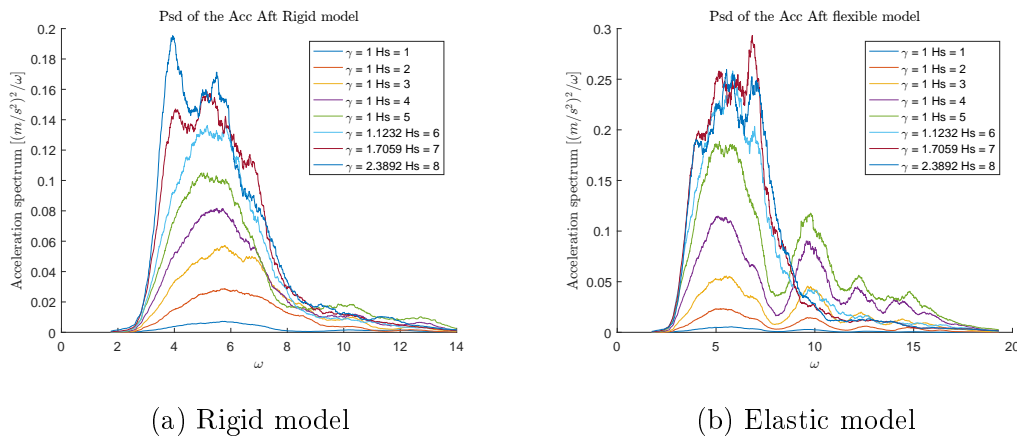 Psd of the Acc Aft Rigid model
Acceleration spectrum [(m/s²)²/ω]
0.2
0.18
0.16
0.14
0.12
0.1
0.08
0.06
0.04
0.02
0
0 2 4 6 8 10 12 14
ω
γ = 1 Hs = 1
γ = 1 Hs = 2
γ = 1 Hs = 3
γ = 1 Hs = 4
γ = 1 Hs = 5
γ = 1.1232 Hs = 6
γ = 1.7059 Hs = 7
γ = 2.3892 Hs = 8
(a) Rigid model
Psd of the Acc Aft flexible model
Acceleration spectrum [(m/s²)²/ω]
0.3
0.25
0.2
0.15
0.1
0.05
0
0 5 10 15 20
ω
γ = 1 Hs = 1
γ = 1 Hs = 2
γ = 1 Hs = 3
γ = 1 Hs = 4
γ = 1 Hs = 5
γ = 1.1232 Hs = 6
γ = 1.7059 Hs = 7
γ = 2.3892 Hs = 8
(b) Elastic model